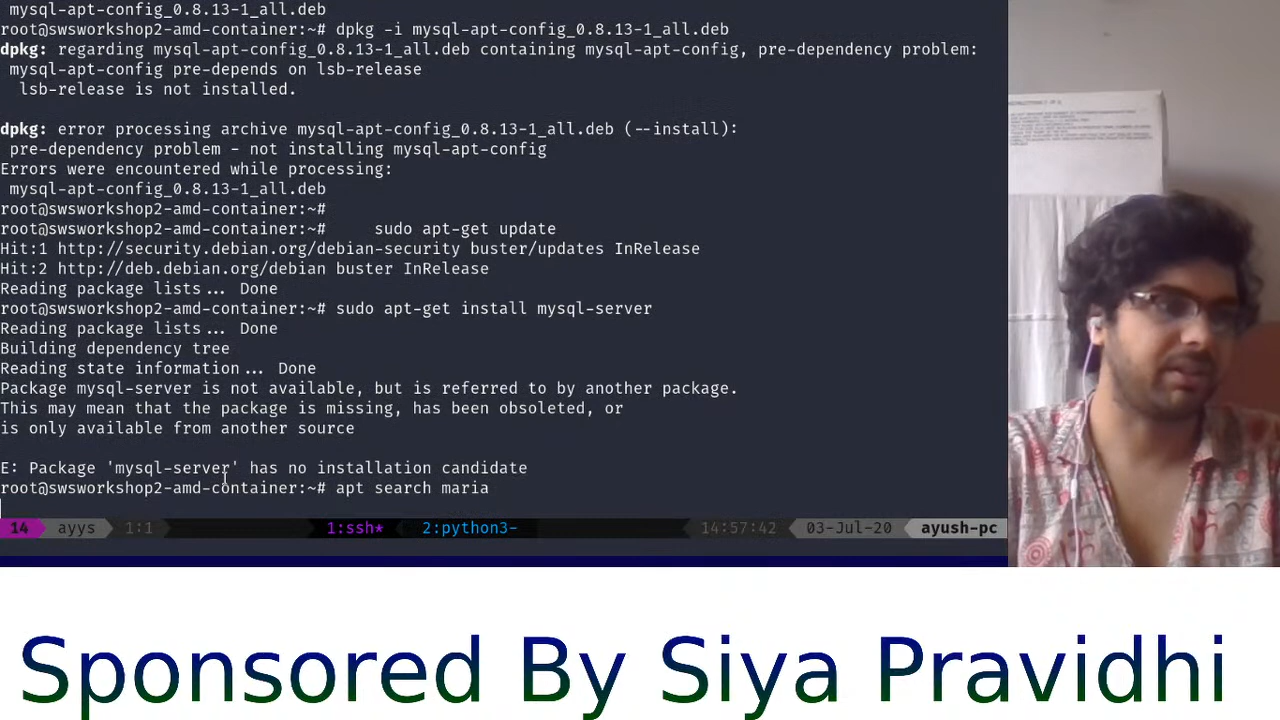 mysql-apt-config_0.8.13-1_all.deb
root@swsworkshop2-amd-container:~# dpkg -i mysql-apt-config_0.8.13-1_all.deb
dpkg: regarding mysql-apt-config_0.8.13-1_all.deb containing mysql-apt-config, pre-dependency problem:
mysql-apt-config pre-depends on lsb-release
lsb-release is not installed.
dpkg: error processing archive mysql-apt-config_0.8.13-1_all.deb (--install):
pre-dependency problem - not installing mysql-apt-config
Errors were encountered while processing:
mysql-apt-config_0.8.13-1_all.deb
root@swsworkshop2-amd-container:~#
root@swsworkshop2-amd-container:~#     sudo apt-get update
Hit:1 http://security.debian.org/debian-security buster/updates InRelease
Hit:2 http://deb.debian.org/debian buster InRelease
Reading package lists... Done
root@swsworkshop2-amd-container:~# sudo apt-get install mysql-server
Reading package lists... Done
Building dependency tree
Reading state information... Done
Package mysql-server is not available, but is referred to by another package.
This may mean that the package is missing, has been obsoleted, or
is only available from another source
E: Package 'mysql-server' has no installation candidate
root@swsworkshop2-amd-container:~# apt search maria
14 ayys 1:1 1:ssh* 2:python3- 14:57:42 03-Jul-20 ayush-pc
Sponsored By Siya Pravidhi